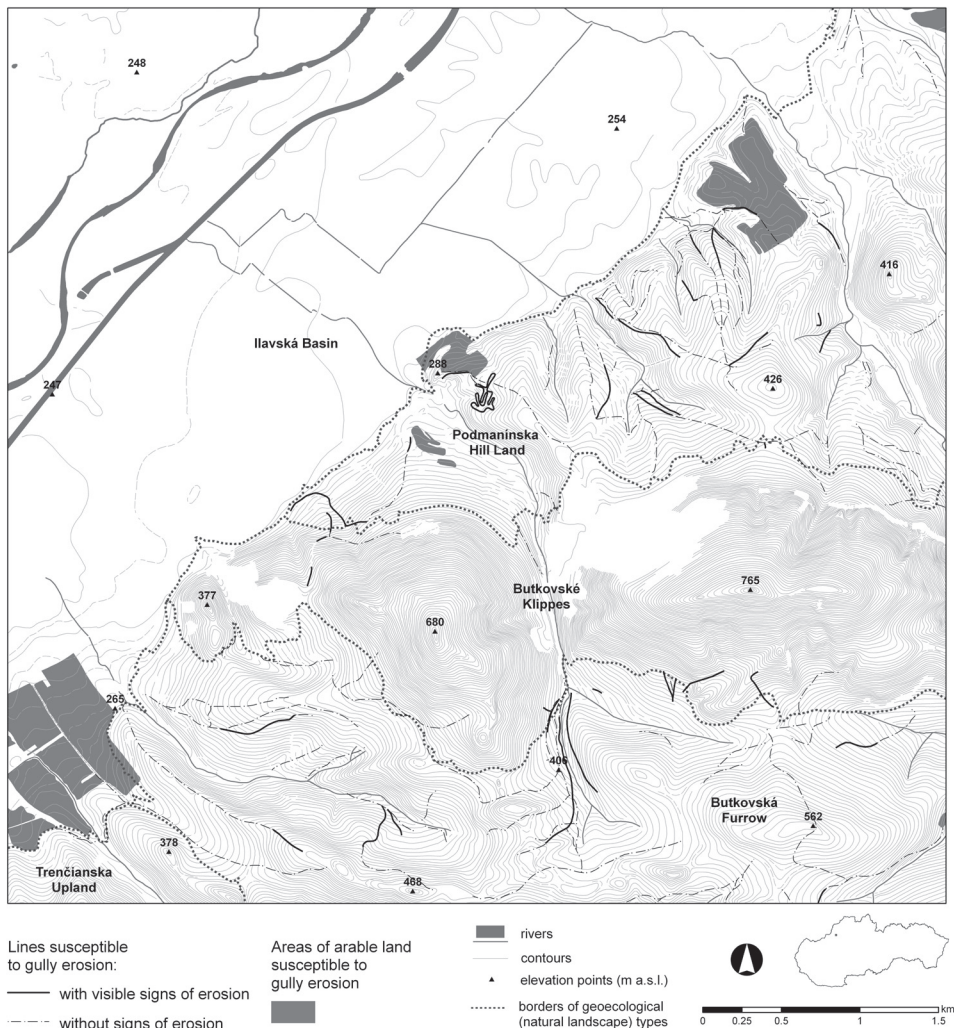 248
254
416
Ilavská Basin
288
247
426
Podmanínska
Hill Land
377
Butkovské
Klippes
765
680
265
406
Butkovská
Furrow
562
378
Trenčianska
Upland
468
Lines susceptible
to gully erosion:
with visible signs of erosion
without signs of erosion
Areas of arable land
susceptible to
gully erosion
rivers
contours
elevation points (m a.s.l.)
borders of geoecological
(natural landscape) types
km
0 0.25 0.5 1 1.5